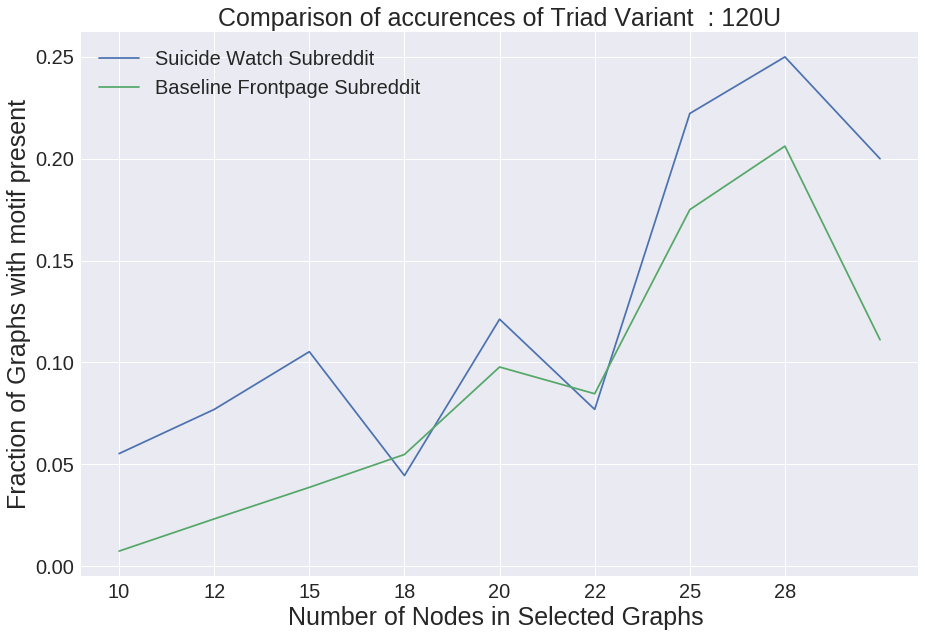 Comparison of accurences of Triad Variant  : 120U
Suicide Watch Subreddit
Baseline Frontpage Subreddit
Fraction of Graphs with motif present
0.25
0.20
0.15
0.10
0.05
0.00
10 12 15 18 20 22 25 28
Number of Nodes in Selected Graphs